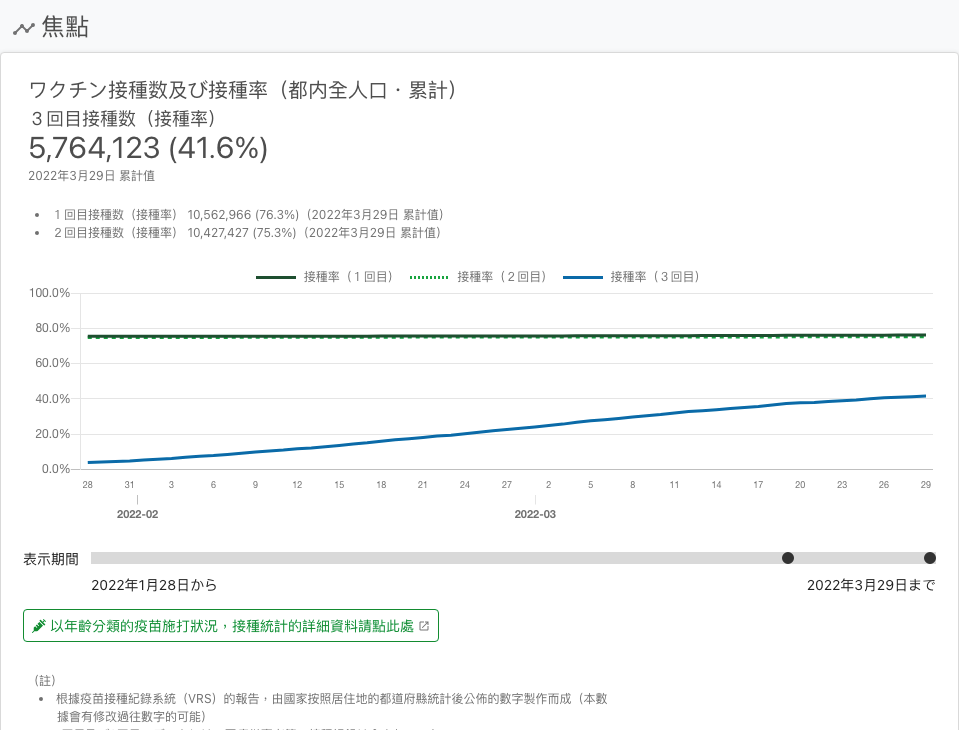 焦點
ワクチン接種数及び接種率（都内全人口・累計）
３回目接種数（接種率）
5,764,123 (41.6%)
2022年3月29日 累計值
• １回目接種数（接種率） 10,562,966 (76.3%)（2022年3月29日 累計值）
• ２回目接種数（接種率） 10,427,427 (75.3%)（2022年3月29日 累計值）
接種率（１回目） 接種率（２回目） 接種率（３回目）
100.0%
80.0%
60.0%
40.0%
20.0%
0.0%
28 31 3 6 9 12 15 18 21 24 27 2 5 8 11 14 17 20 23 26 29
2022-02 2022-03
表示期間
2022年1月28日から 2022年3月29日まで
以年齡分類的疫苗施打狀況，接種統計的詳細資料請點此處
（註）
• 根據疫苗接種紀錄系統（VRS）的報告，由國家按照居住地的都道府縣統計後公佈的數字製作而成（本數
據會有修改過往數字的可能）